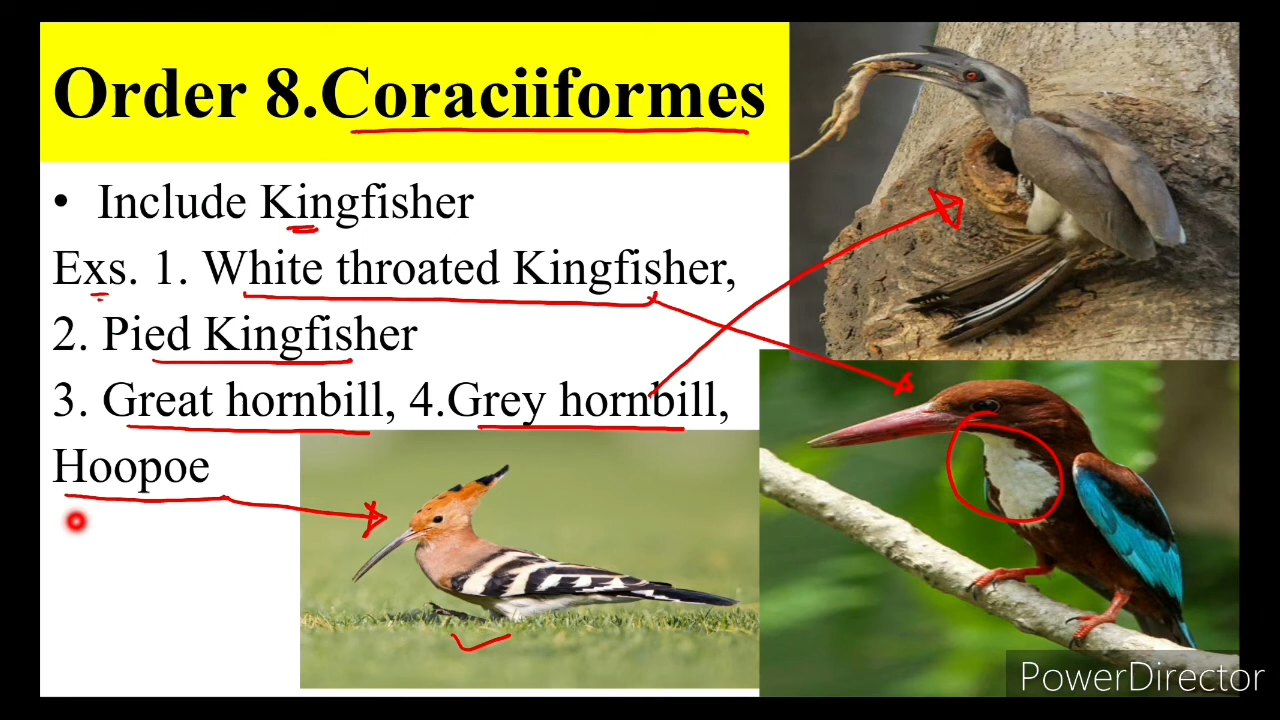 Order 8.Coraciiformes
• Include Kingfisher
Exs. 1. White throated Kingfisher,
2. Pied Kingfisher
3. Great hornbill, 4.Grey hornbill,
Hoopoe
PowerDirector